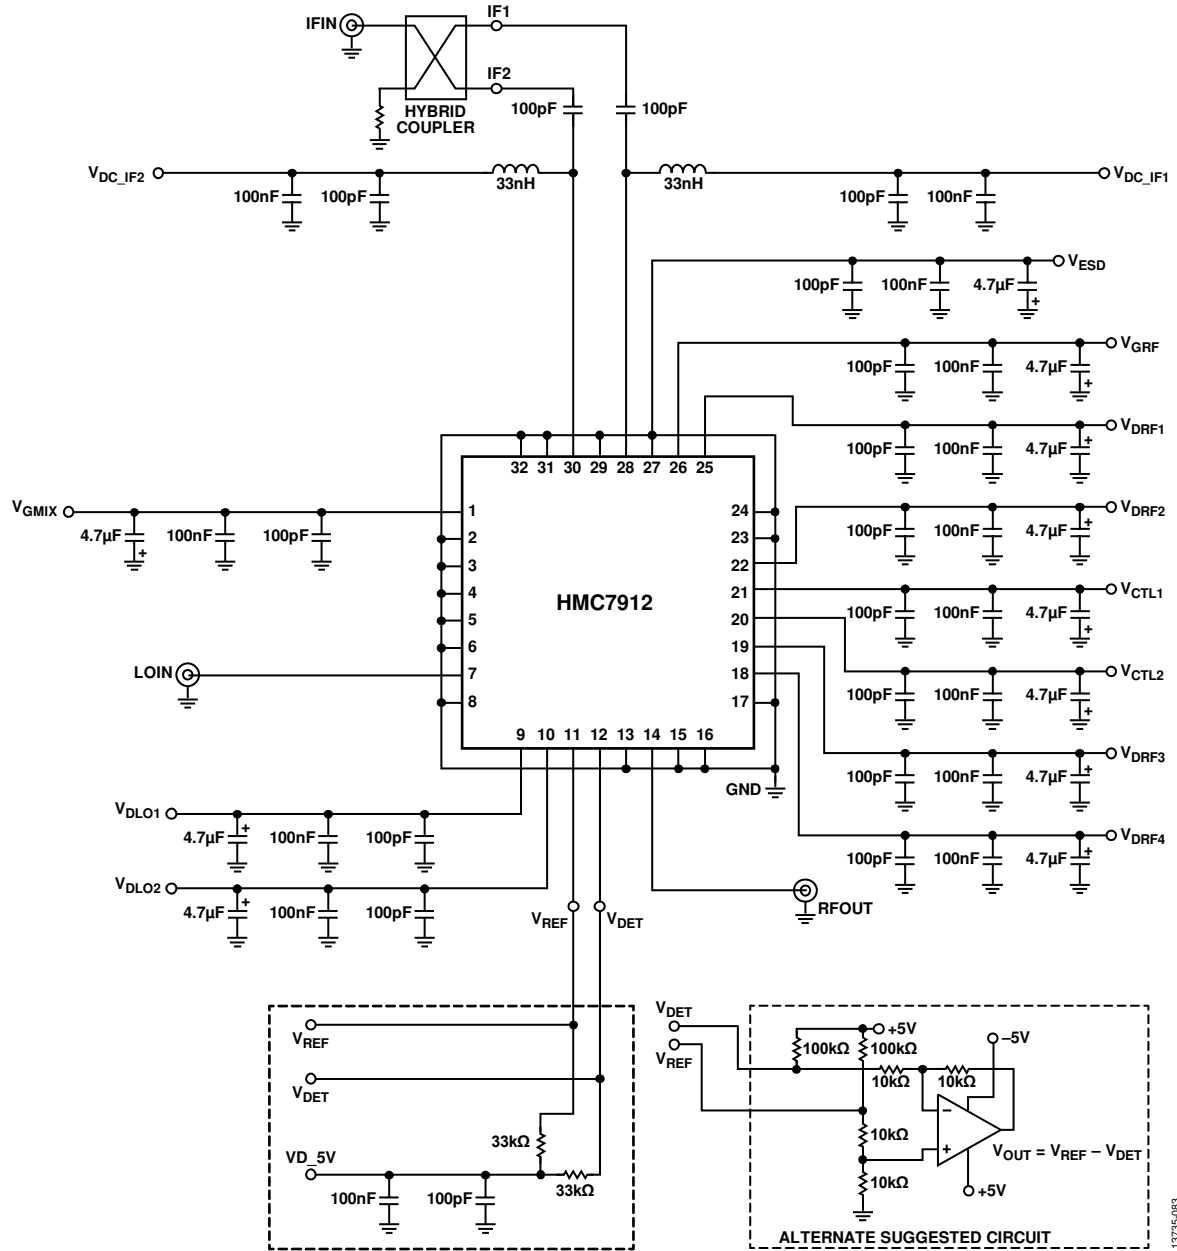 IFIN
IF1
IF2
HYBRID
COUPLER
100pF
100pF
VDC_IF2
33nH
33nH
VDC_IF1
100nF
100pF
100pF
100nF
VESD
100pF
100nF
4.7µF
+
VGRF
100pF
100nF
4.7µF
+
VDRF1
100pF
100nF
4.7µF
+
32 31 30 29 28 27 26 25
VGMIX
4.7µF
+
100nF
100pF
1
2
3
4
5
6
7
8
HMC7912
24
23
22
21
20
19
18
17
VDRF2
100pF
100nF
4.7µF
+
VCTL1
100pF
100nF
4.7µF
+
VCTL2
100pF
100nF
4.7µF
+
LOIN
9 10 11 12 13 14 15 16
GND
VDRF3
100pF
100nF
4.7µF
+
VDRF4
100pF
100nF
4.7µF
+
VDLO1
4.7µF
+
100nF
100pF
VDLO2
4.7µF
+
100nF
100pF
VREF
VDET
RFOUT
VREF
VDET
VD_5V
33kΩ
33kΩ
100nF
100pF
VDET
VREF
+5V
–5V
100kΩ
100kΩ
10kΩ
10kΩ
10kΩ
10kΩ
–
+
VOUT = VREF – VDET
+5V
ALTERNATE SUGGESTED CIRCUIT
13735-083